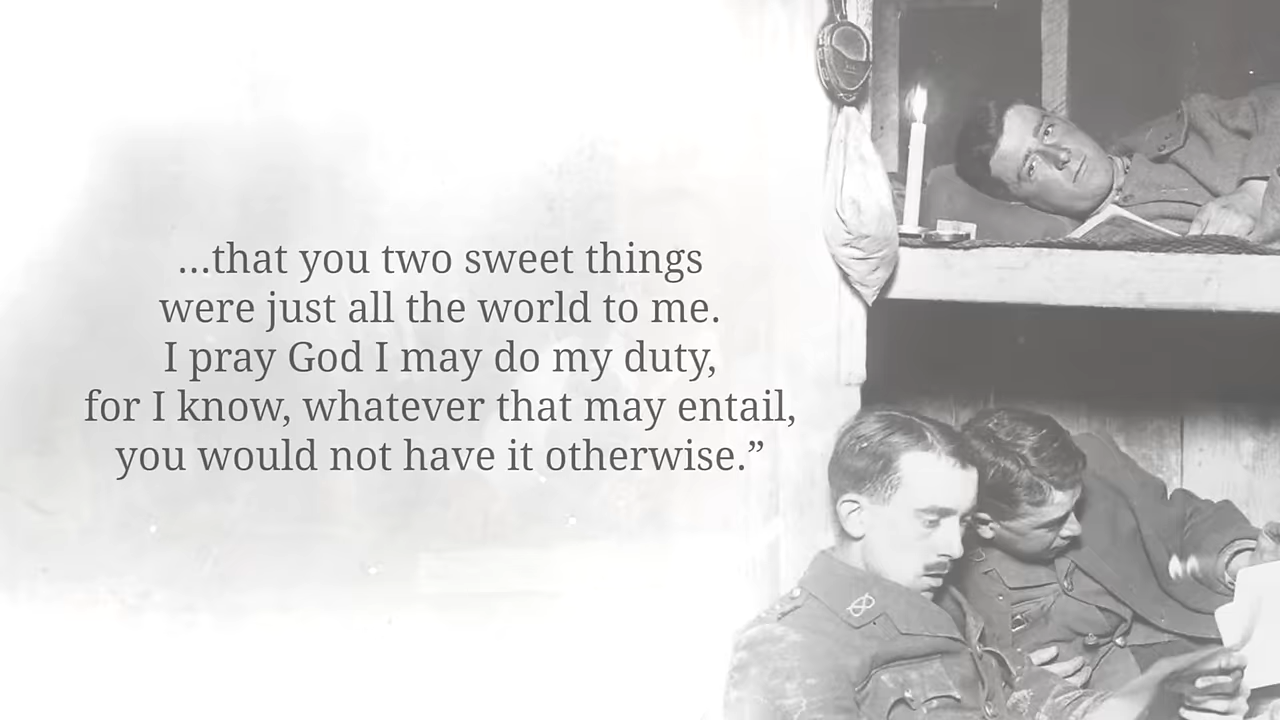 …that you two sweet things
were just all the world to me.
I pray God I may do my duty,
for I know, whatever that may entail,
you would not have it otherwise.”